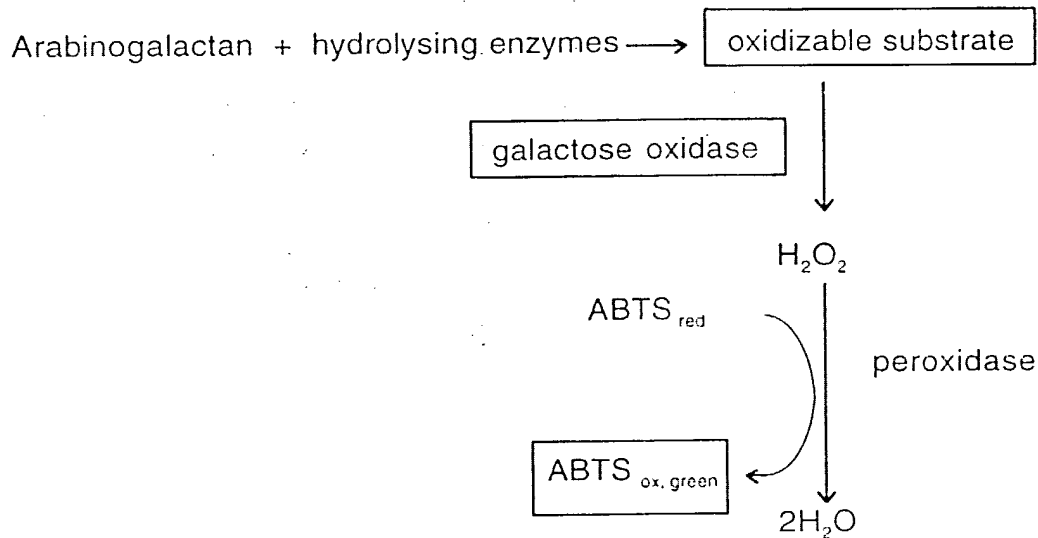 Arabinogalactan + hydrolysing enzymes → oxidizable substrate
galactose oxidase
H₂O₂
ABTS red
peroxidase
ABTS ox, green
2H₂O